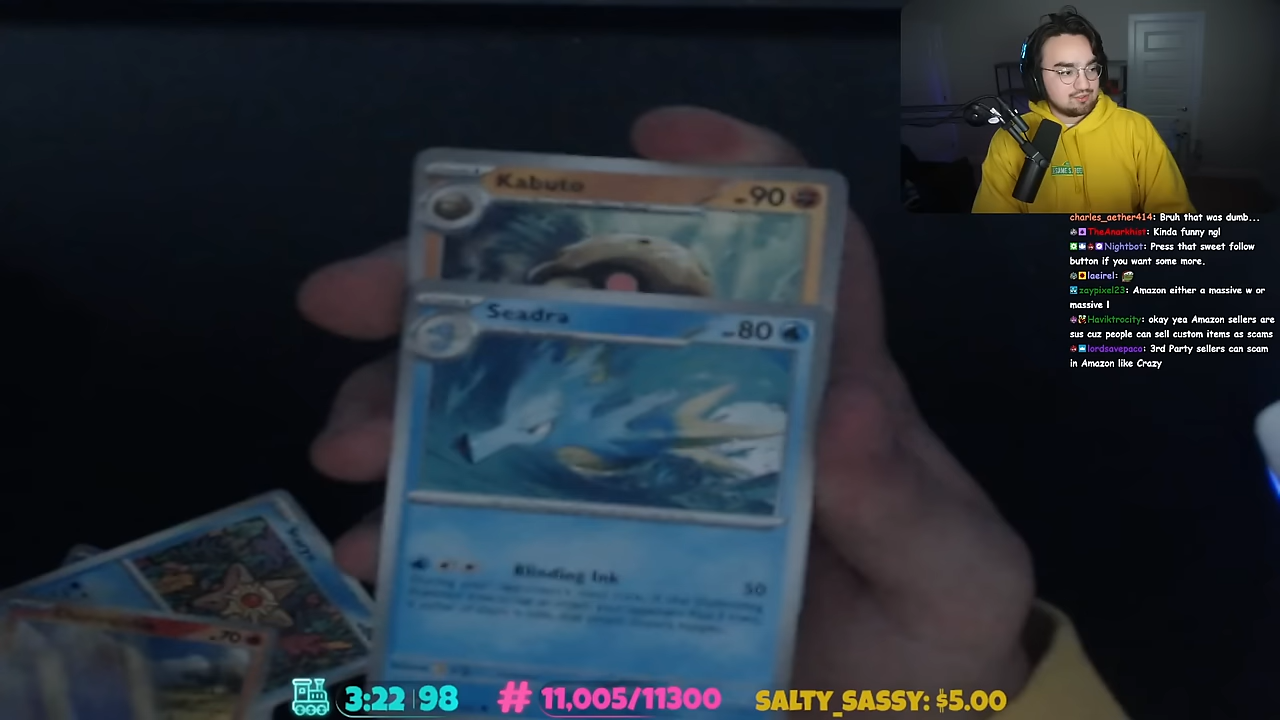 Kabuto
90
Seadra
80
Blinding Ink
50
Staryu
70
charles_aether414: Bruh that was dumb...
TheAnarkhist: Kinda funny ngl
Nightbot: Press that sweet follow
button if you want some more.
laeirel:
zaypixel23: Amazon either a massive w or
massive l
Haviktrocity: okay yea Amazon sellers are
sus cuz people can sell custom items as scams
lordsavepaco: 3rd Party sellers can scam
in Amazon like Crazy
3:22 98
# 11,005/11300
SALTY_SASSY: $5.00